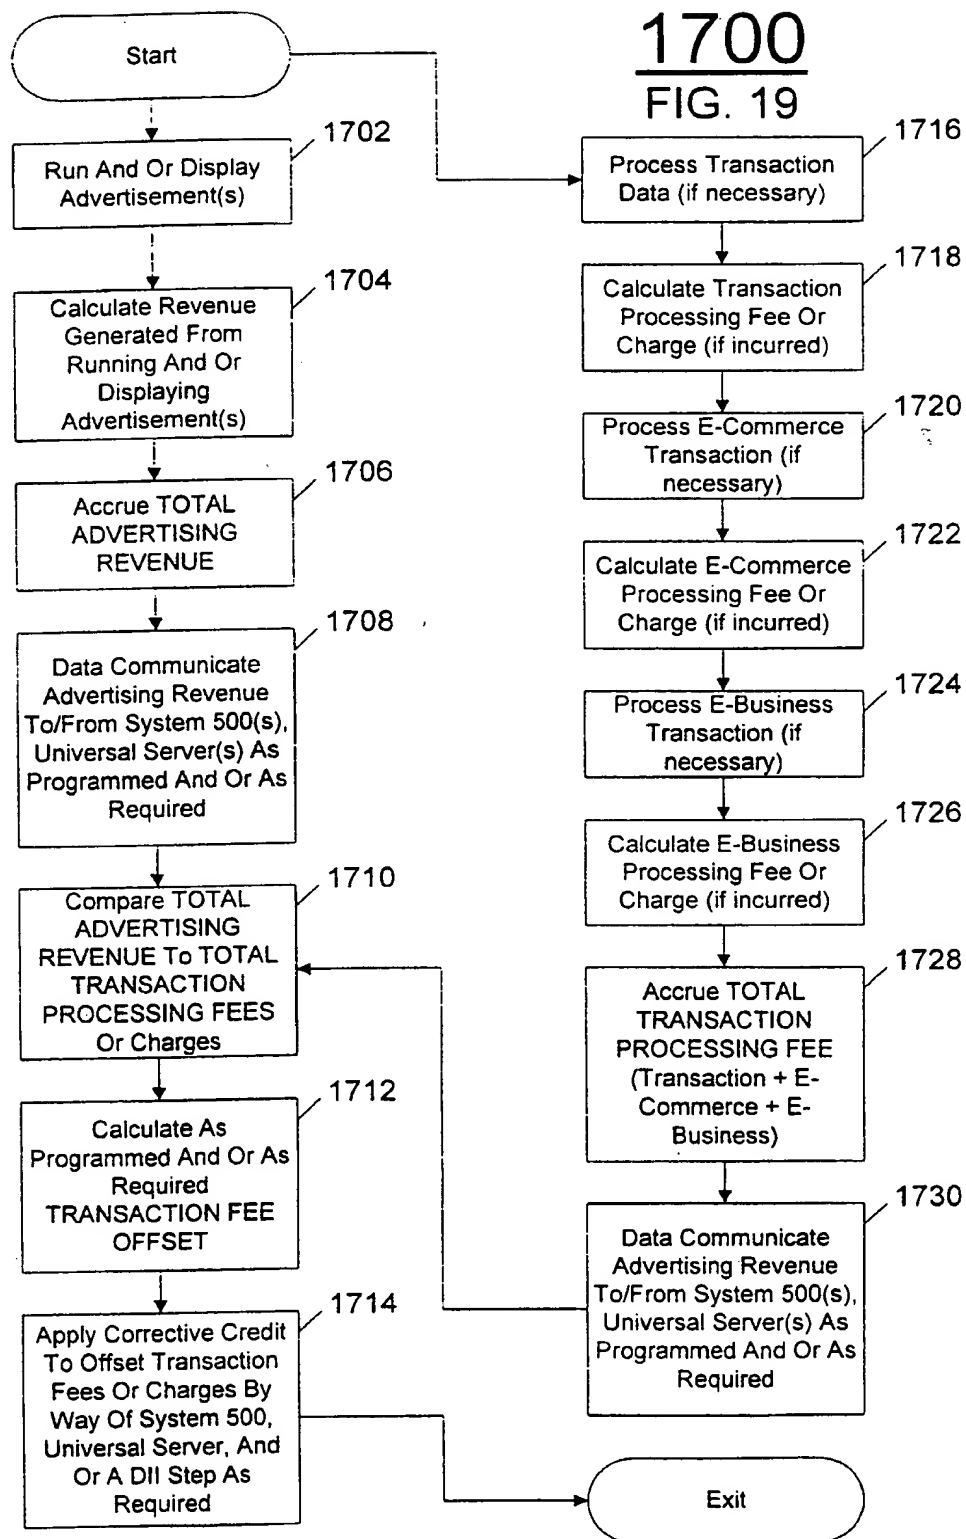 1700
FIG. 19
Start
1702
Run And Or Display
Advertisement(s)
1704
Calculate Revenue
Generated From
Running And Or
Displaying
Advertisement(s)
1706
Accrue TOTAL
ADVERTISING
REVENUE
1708
Data Communicate
Advertising Revenue
To/From System 500(s),
Universal Server(s) As
Programmed And Or As
Required
1710
Compare TOTAL
ADVERTISING
REVENUE To TOTAL
TRANSACTION
PROCESSING FEES
Or Charges
1712
Calculate As
Programmed And Or As
Required
TRANSACTION FEE
OFFSET
1714
Apply Corrective Credit
To Offset Transaction
Fees Or Charges By
Way Of System 500,
Universal Server, And
Or A DII Step As
Required
1716
Process Transaction
Data (if necessary)
1718
Calculate Transaction
Processing Fee Or
Charge (if incurred)
1720
Process E-Commerce
Transaction (if
necessary)
1722
Calculate E-Commerce
Processing Fee Or
Charge (if incurred)
1724
Process E-Business
Transaction (if
necessary)
1726
Calculate E-Business
Processing Fee Or
Charge (if incurred)
1728
Accrue TOTAL
TRANSACTION
PROCESSING FEE
(Transaction + E-
Commerce + E-
Business)
1730
Data Communicate
Advertising Revenue
To/From System 500(s),
Universal Server(s) As
Programmed And Or As
Required
Exit